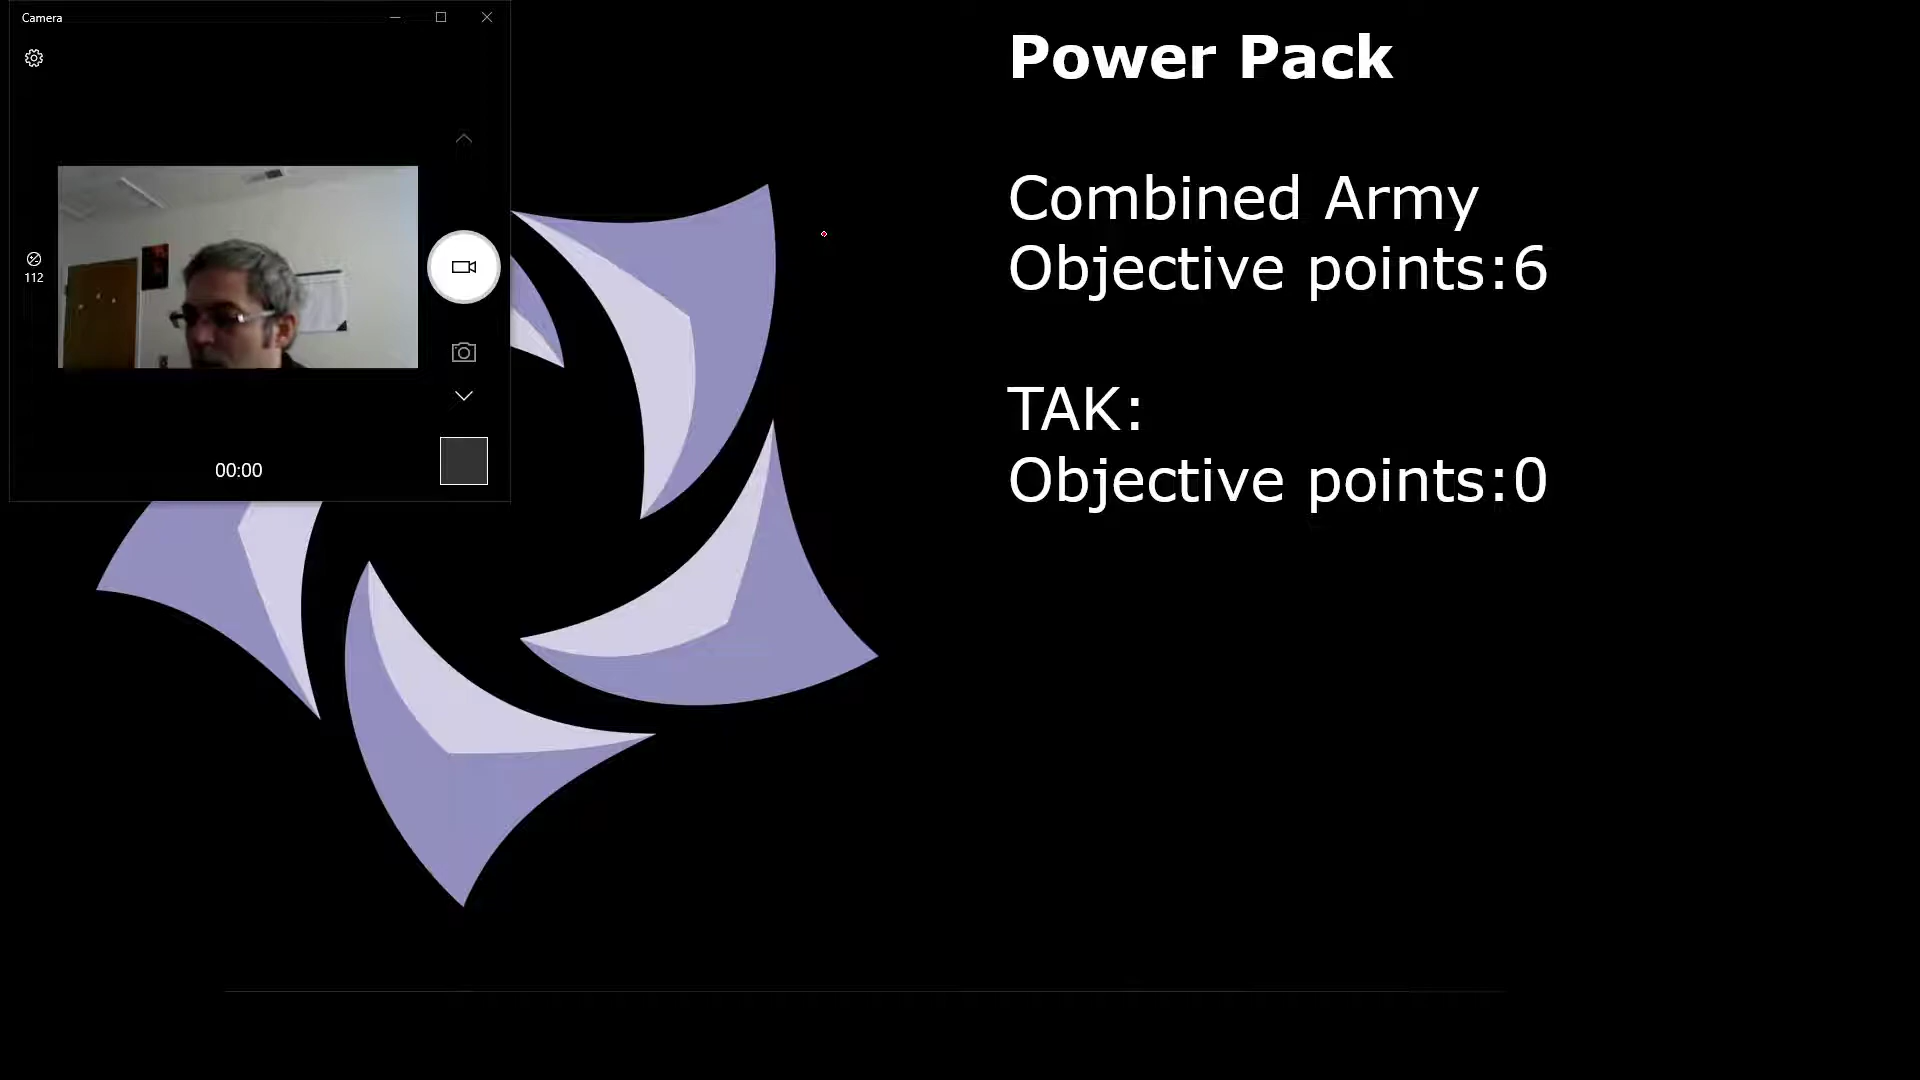 Camera
112
00:00
Power Pack
Combined Army
Objective points:6
TAK:
Objective points:0